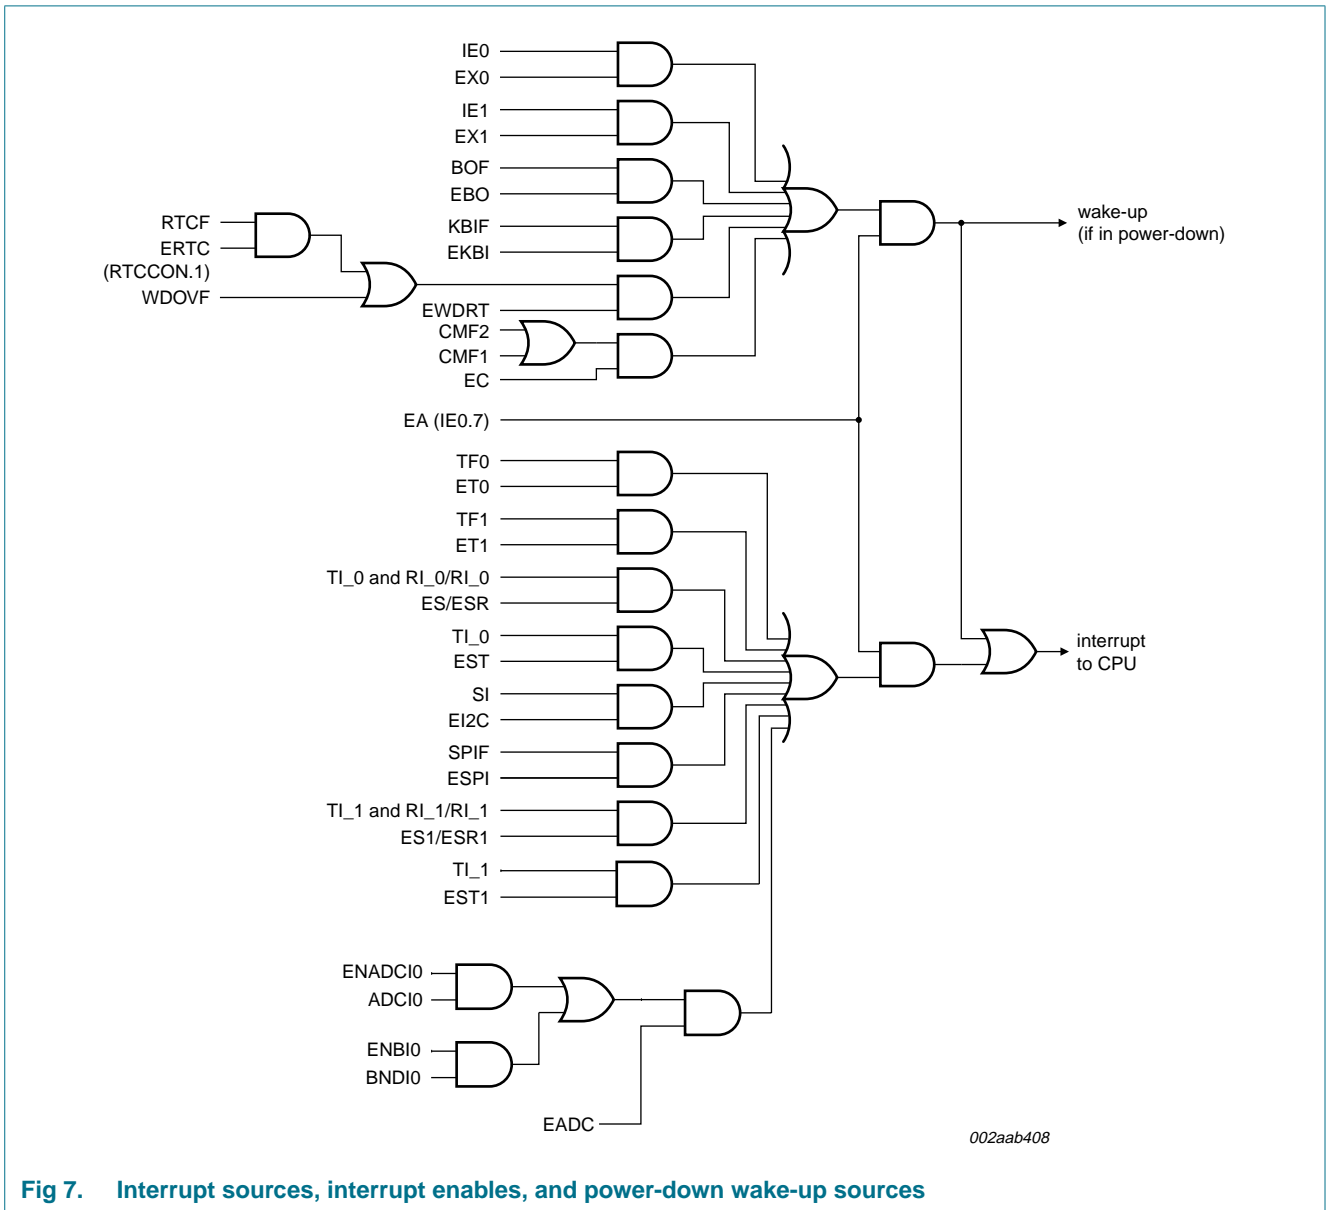 IE0
EX0
IE1
EX1
BOF
EBO
KBIF
EKBI
RTCF
ERTC
(RTCCON.1)
WDOVF
EWDRT
CMF2
CMF1
EC
EA (IE0.7)
wake-up
(if in power-down)
TF0
ET0
TF1
ET1
TI_0 and RI_0/RI_0
ES/ESR
TI_0
EST
SI
EI2C
SPIF
ESPI
TI_1 and RI_1/RI_1
ES1/ESR1
TI_1
EST1
interrupt
to CPU
ENADCI0
ADCI0
ENBI0
BNDI0
EADC
002aab408
Fig 7. Interrupt sources, interrupt enables, and power-down wake-up sources